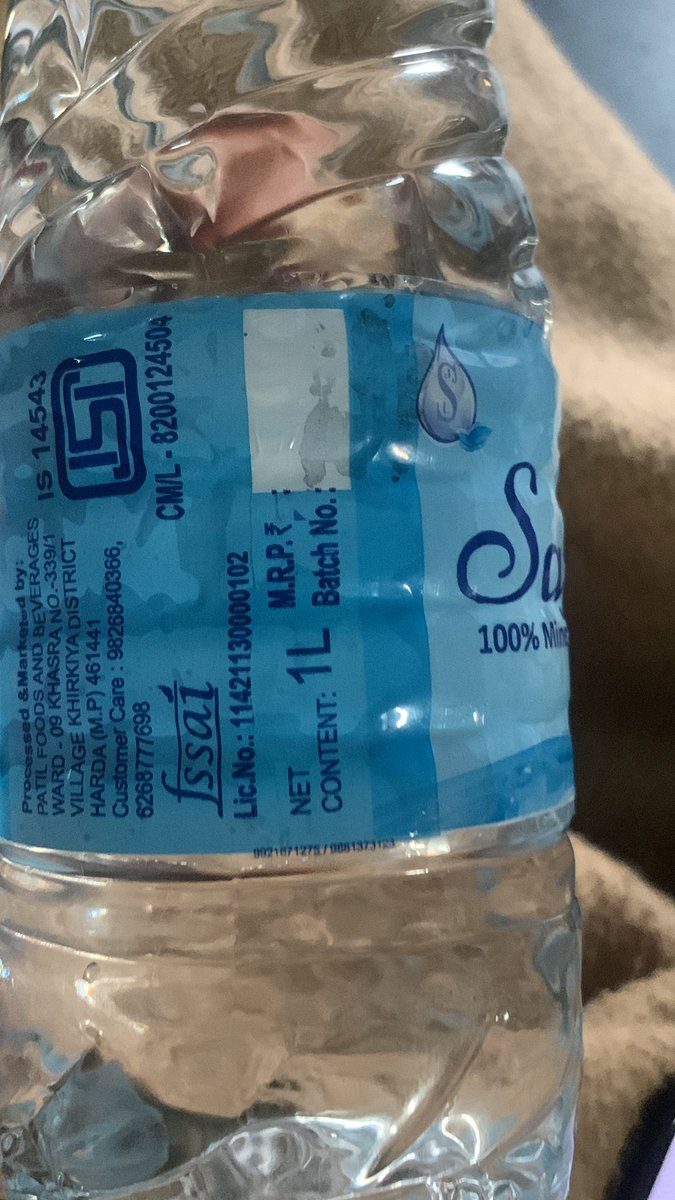 Processed & Marketed by:
PATIL FOODS AND BEVERAGES
WARD - 09 KHASRA NO.-339/1
VILLAGE KHIRKIYA DISTRICT
HARDA (M.P) 461441
Customer Care : 9826840366,
6268777698
IS 14543
ISI
CM/L - 8200124504
fssai
Lic.No.: 11421130000102
NET
CONTENT: 1L
M.R.P.₹ :
Batch No. :
Sa
100% Mine